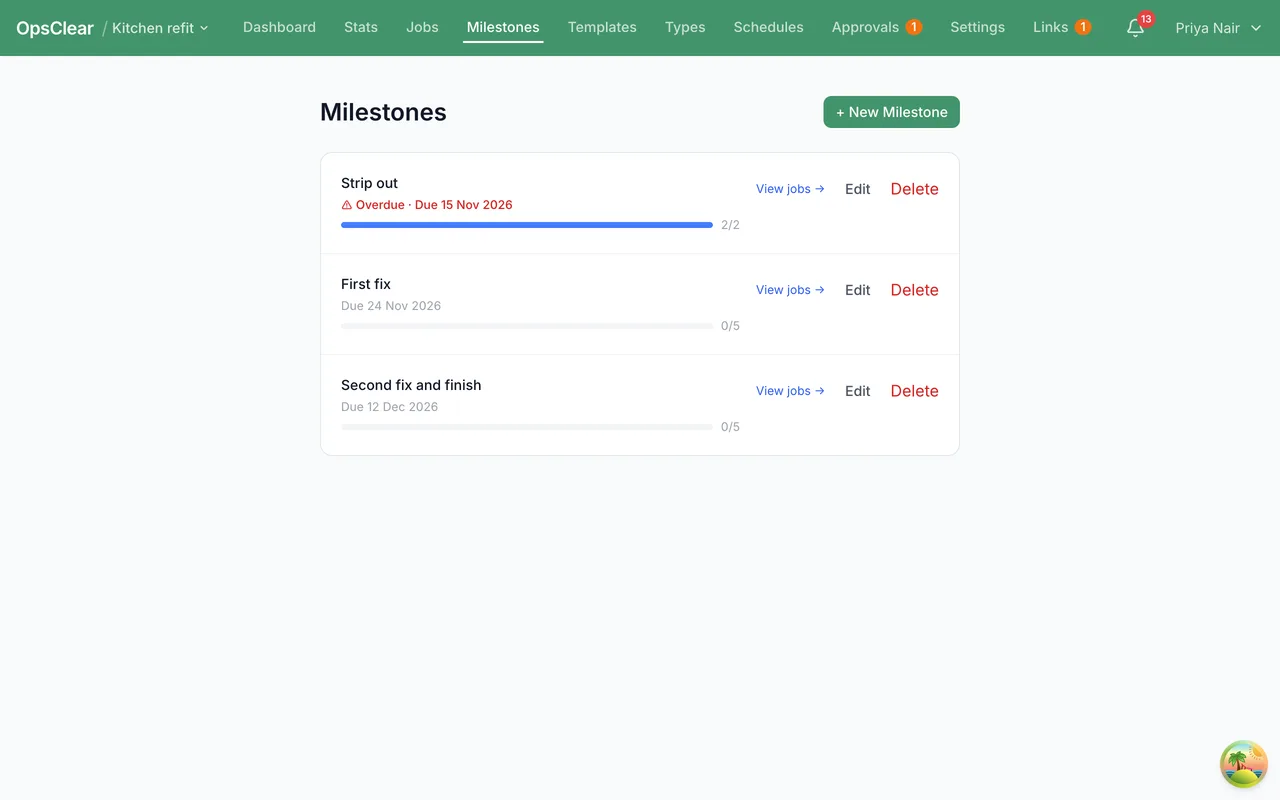 OpsClear / Kitchen refit Dashboard Stats Jobs Milestones Templates Types Schedules Approvals 1 Settings Links 1 13 Priya Nair
Milestones + New Milestone
Strip out View jobs → Edit Delete
Overdue · Due 15 Nov 2026
2/2
First fix View jobs → Edit Delete
Due 24 Nov 2026
0/5
Second fix and finish View jobs → Edit Delete
Due 12 Dec 2026
0/5